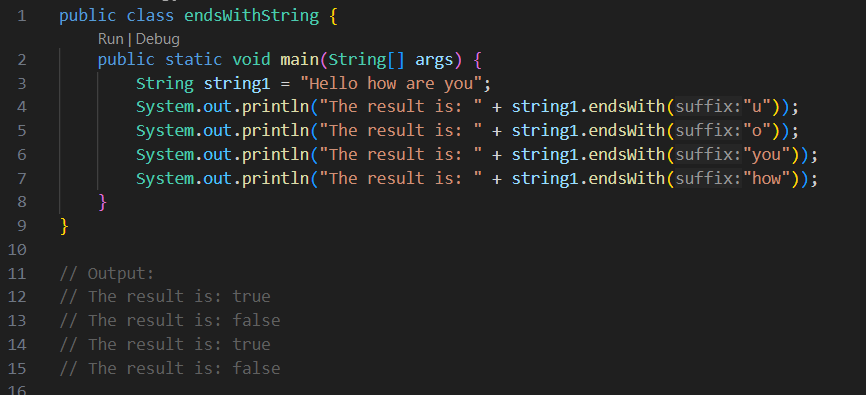 1 public class endsWithString {
Run | Debug
2 public static void main(String[] args) {
3 String string1 = "Hello how are you";
4 System.out.println("The result is: " + string1.endsWith(suffix:"u"));
5 System.out.println("The result is: " + string1.endsWith(suffix:"o"));
6 System.out.println("The result is: " + string1.endsWith(suffix:"you"));
7 System.out.println("The result is: " + string1.endsWith(suffix:"how"));
8 }
9 }
10
11 // Output:
12 // The result is: true
13 // The result is: false
14 // The result is: true
15 // The result is: false
16